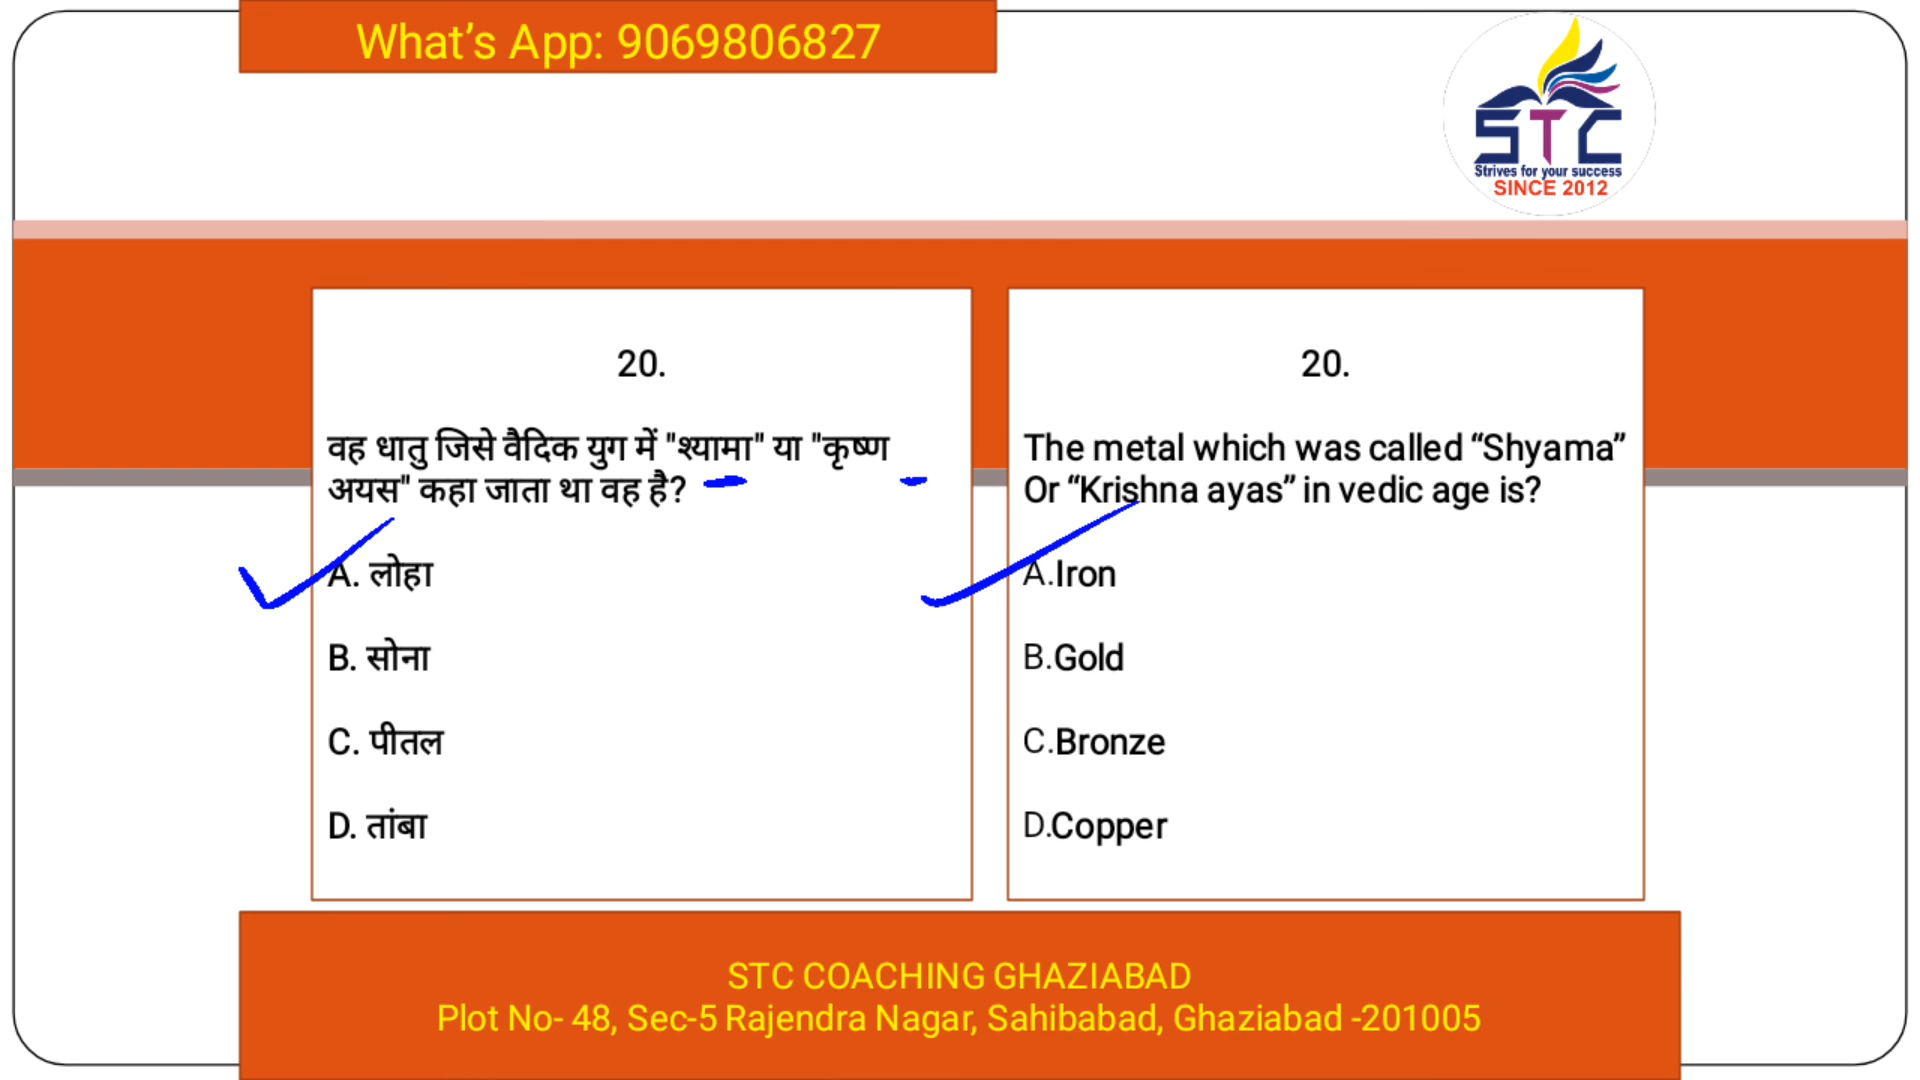 What’s App: 9069806827
STC
Strives for your success
SINCE 2012
20.
वह धातु जिसे वैदिक युग में "श्यामा" या "कृष्ण
अयस" कहा जाता था वह है?
A. लोहा
B. सोना
C. पीतल
D. तांबा
20.
The metal which was called “Shyama”
Or “Krishna ayas” in vedic age is?
A.Iron
B.Gold
C.Bronze
D.Copper
STC COACHING GHAZIABAD
Plot No- 48, Sec-5 Rajendra Nagar, Sahibabad, Ghaziabad -201005